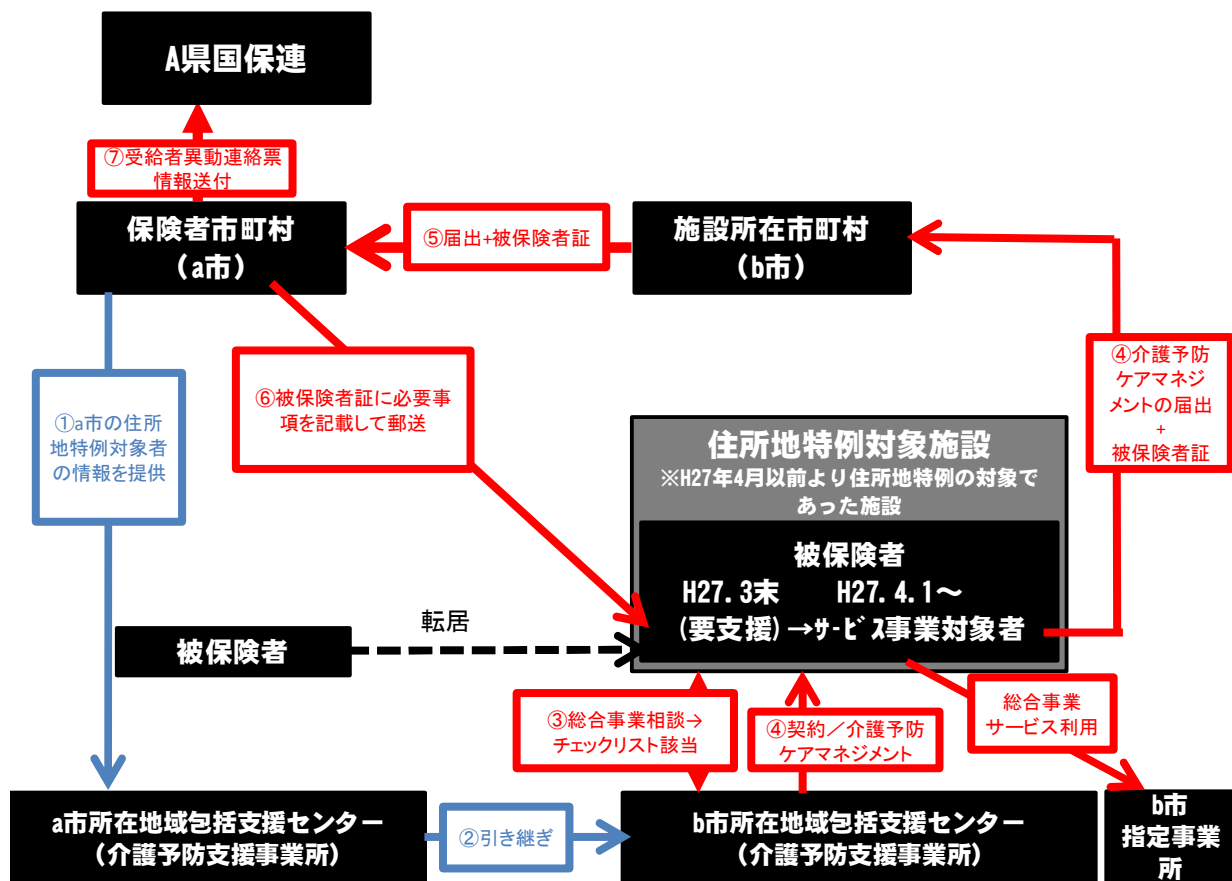 A県国保連
⑦受給者異動連絡票
情報送付
保険者市町村
（a市）
⑤届出+被保険者証
施設所在市町村
（b市）
④介護予防
ケアマネジ
メントの届出
+
被保険者証
①a市の住所
地特例対象者
の情報を提供
⑥被保険者証に必要事
項を記載して郵送
住所地特例対象施設
※H27年4月以前より住所地特例の対象で
あった施設
被保険者
H27.3末　　H27.4.1～
(要支援)→ｻｰﾋﾞｽ事業対象者
転居
被保険者
③総合事業相談→
チェックリスト該当
④契約／介護予防
ケアマネジメント
総合事業
サービス利用
a市所在地域包括支援センター
（介護予防支援事業所）
②引き継ぎ
b市所在地域包括支援センター
（介護予防支援事業所）
b市
指定事業
所